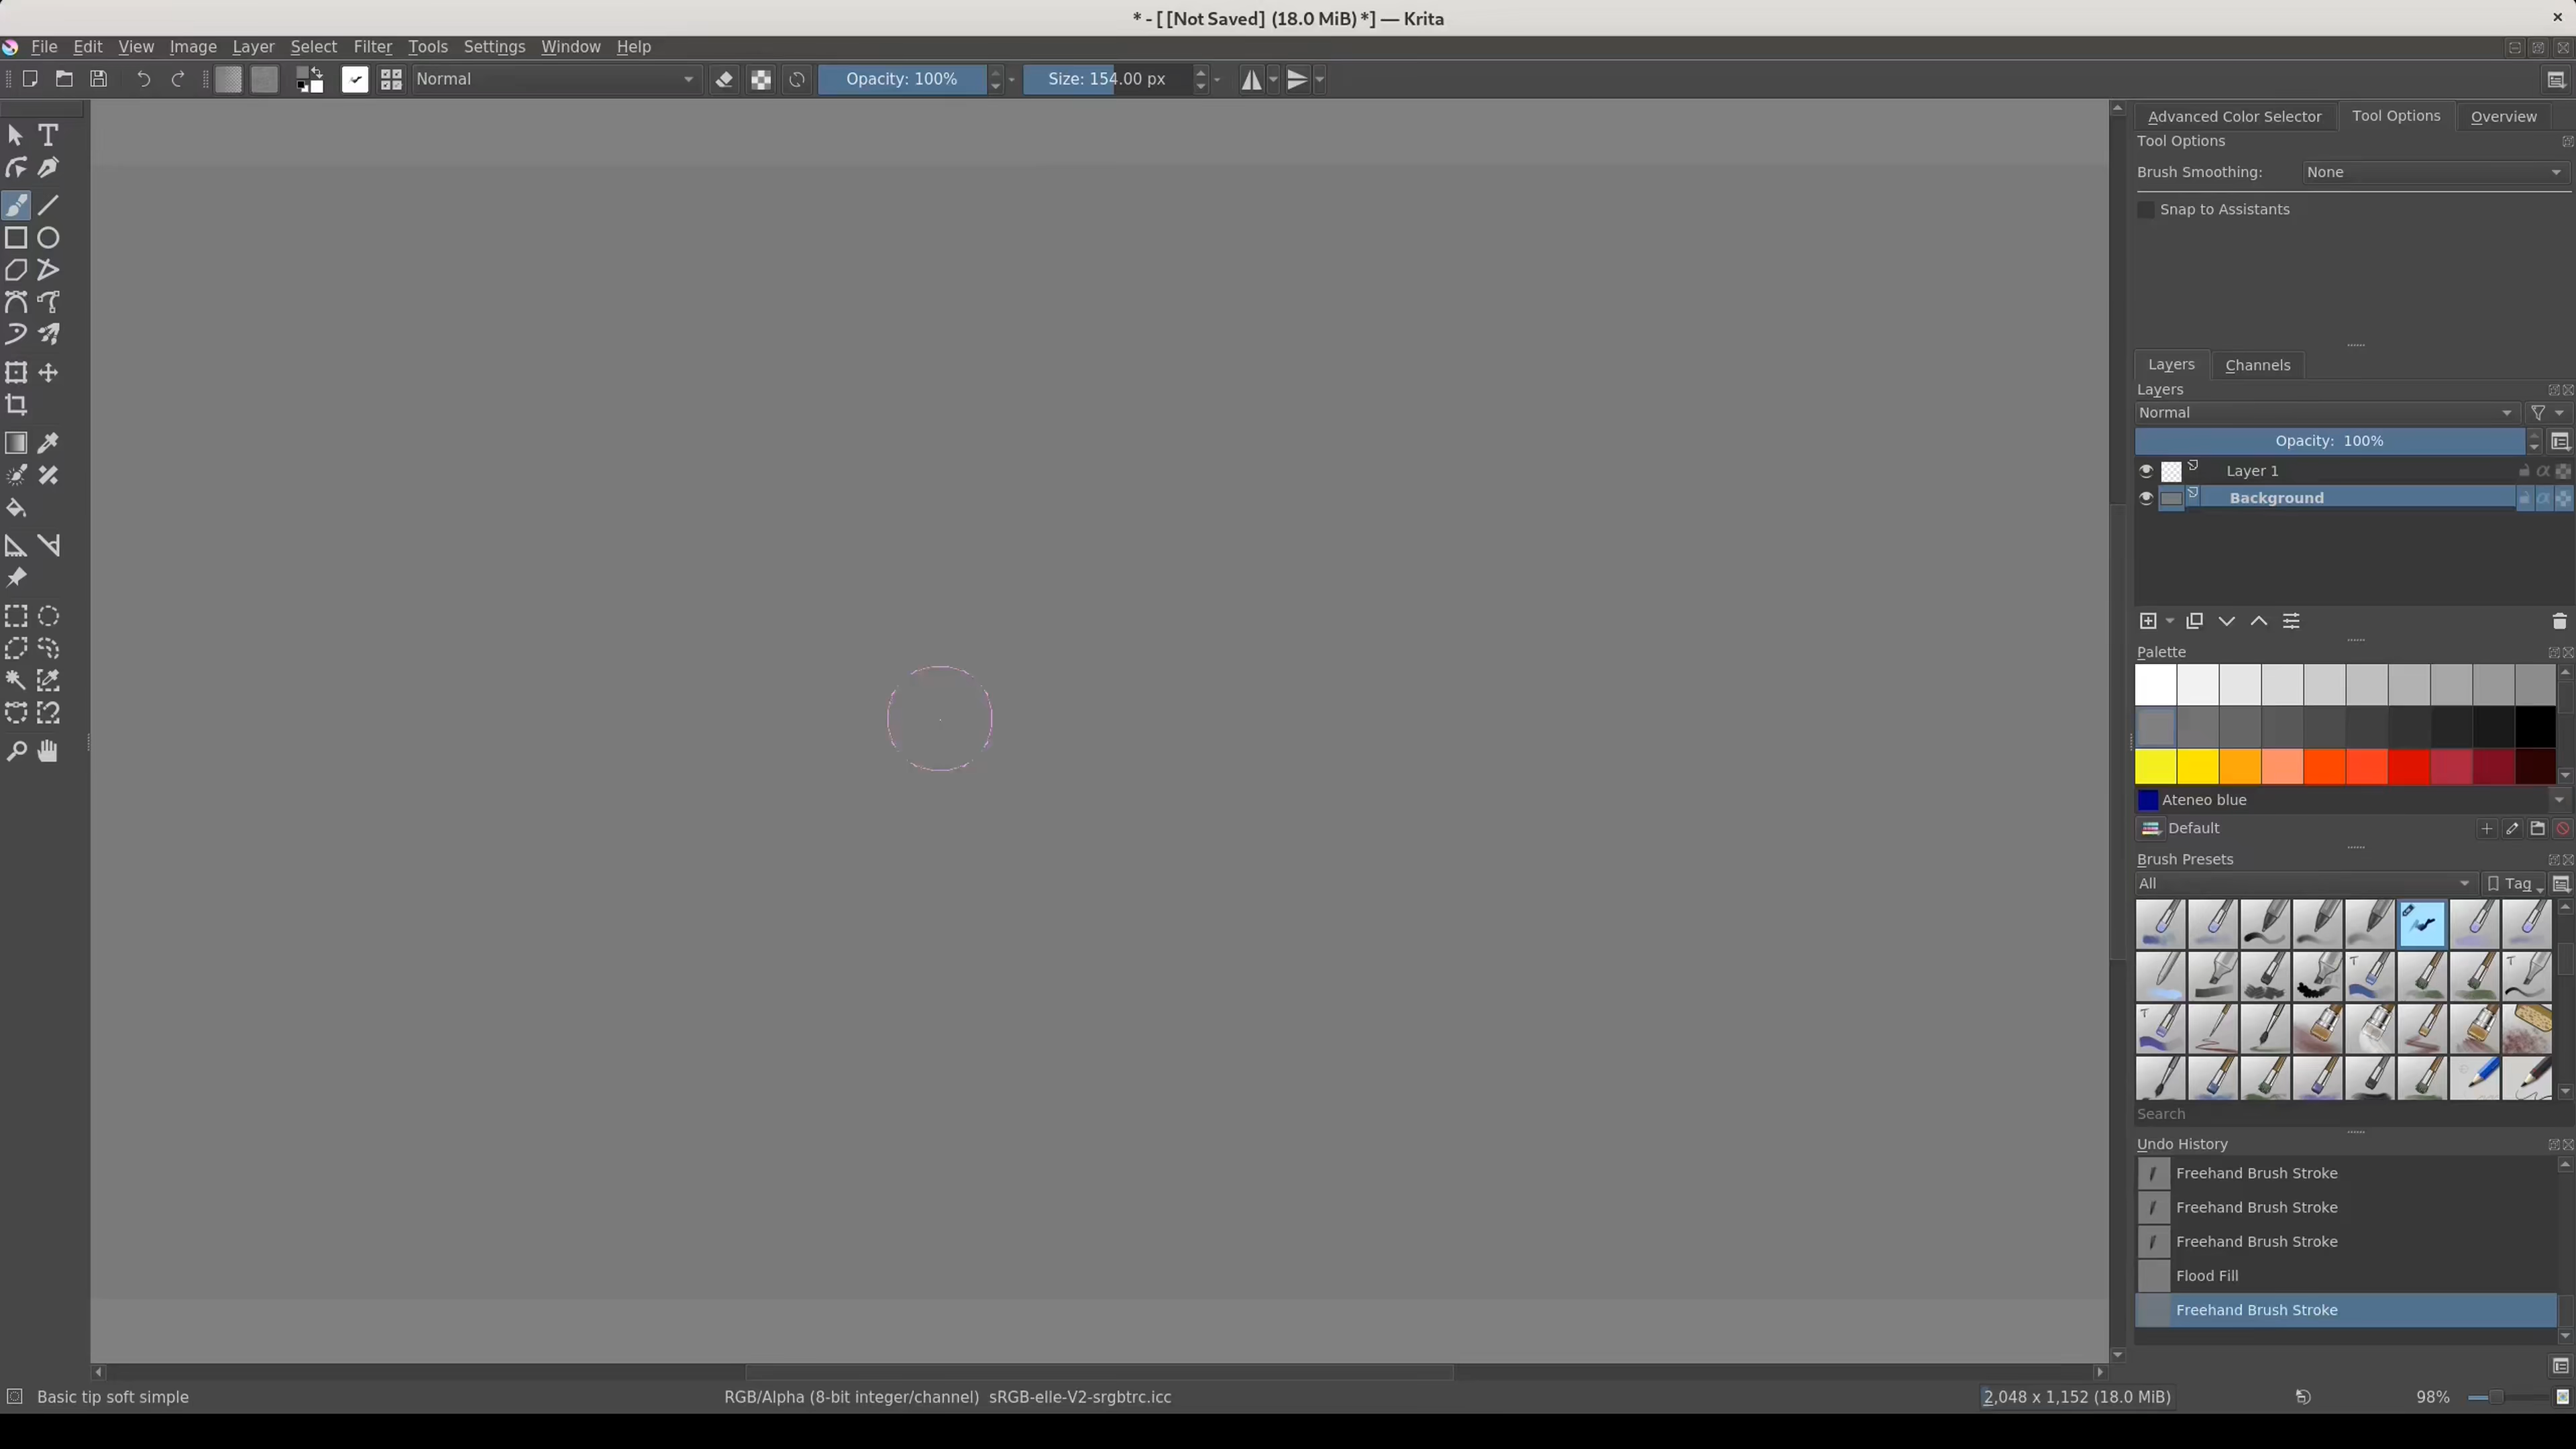 * - [ [Not Saved] (18.0 MiB) *] — Krita
File Edit View Image Layer Select Filter Tools Settings Window Help
Normal Opacity: 100% Size: 154.00 px
Advanced Color Selector Tool Options Overview
Tool Options
Brush Smoothing: None
Snap to Assistants
Layers Channels
Layers
Normal
Opacity: 100%
Layer 1
Background
Palette
Ateneo blue
Default
Brush Presets
All Tag
Search
Undo History
Freehand Brush Stroke
Freehand Brush Stroke
Freehand Brush Stroke
Flood Fill
Freehand Brush Stroke
Basic tip soft simple RGB/Alpha (8-bit integer/channel) sRGB-elle-V2-srgbtrc.icc 2,048 x 1,152 (18.0 MiB) 98%